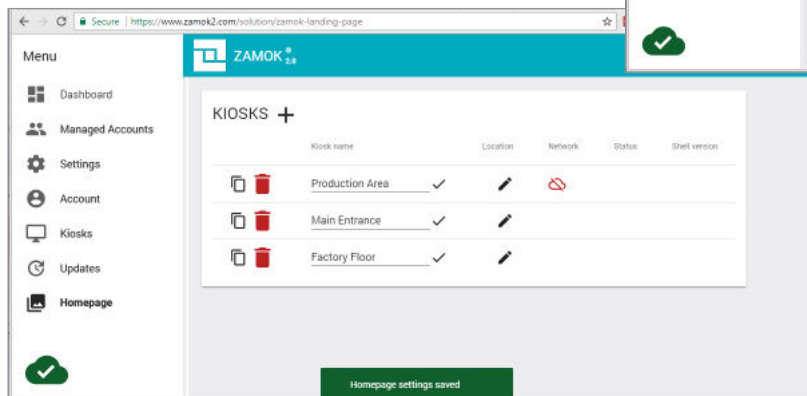 Secure | https://www.zamok2.com/solution/zamok-landing-page
Menu
ZAMOK® 2.0
Dashboard
Managed Accounts
Settings
Account
Kiosks
Updates
Homepage
KIOSKS +
Kiosk name Location Network Status Shell version
Production Area
Main Entrance
Factory Floor
Homepage settings saved